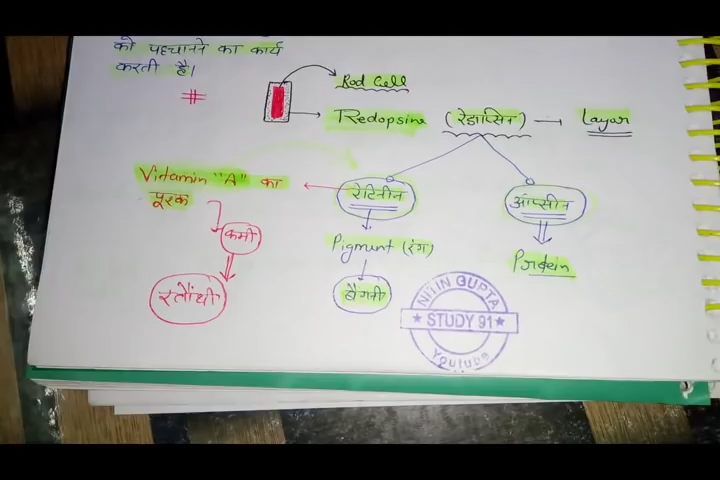 को पहचानने का कार्य
करती है।
Rod Cell
Redopsine (रेडाप्सिन) → Layar
Vitamin "A" का
पूरक
रेटिनीन
ऑप्सीन
कमी
Pigment (रंग)
Protein
रतौंधी
बैगनी
NITIN GUPTA
STUDY 91
Youtube